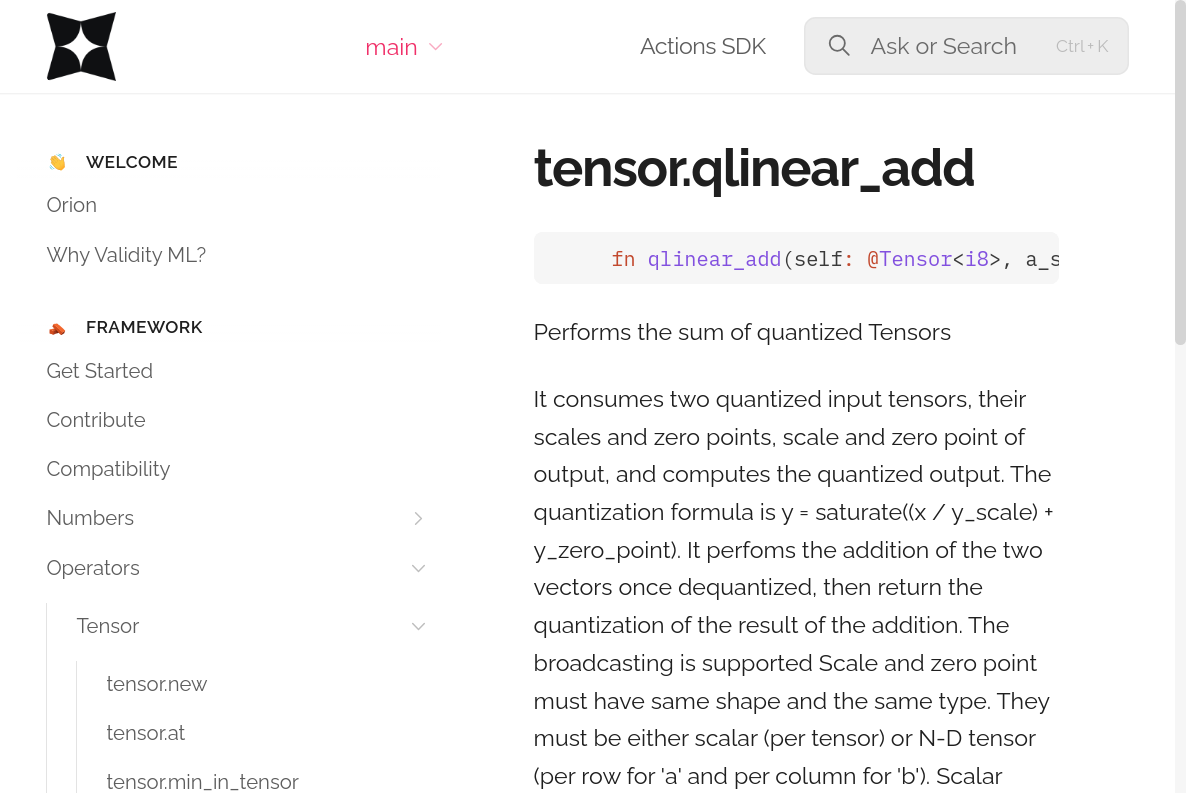 main
Actions SDK
Ask or Search
Ctrl+K
WELCOME
Orion
Why Validity ML?
FRAMEWORK
Get Started
Contribute
Compatibility
Numbers
Operators
Tensor
tensor.new
tensor.at
tensor.min_in_tensor
tensor.qlinear_add
fn qlinear_add(self: @Tensor<i8>, a_s
Performs the sum of quantized Tensors
It consumes two quantized input tensors, their
scales and zero points, scale and zero point of
output, and computes the quantized output. The
quantization formula is y = saturate((x / y_scale) +
y_zero_point). It perfoms the addition of the two
vectors once dequantized, then return the
quantization of the result of the addition. The
broadcasting is supported Scale and zero point
must have same shape and the same type. They
must be either scalar (per tensor) or N-D tensor
(per row for 'a' and per column for 'b'). Scalar